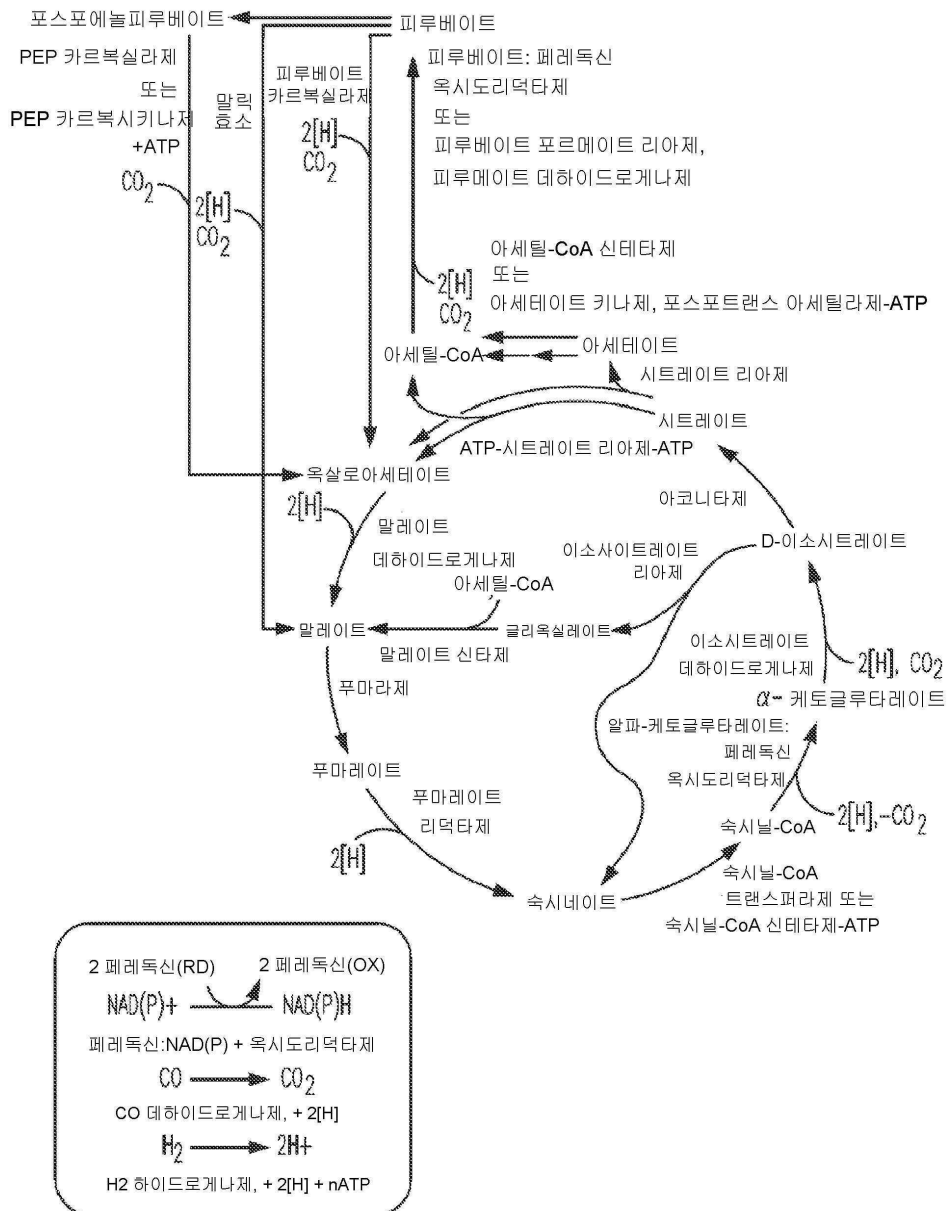 포스포에놀피루베이트
피루베이트
PEP 카르복실라제
또는
PEP 카르복시키나제
+ATP
CO2
말릭
효소
2[H]
CO2
피루베이트
카르복실라제
2[H]
CO2
피루베이트: 페레독신
옥시도리덕타제
또는
피루베이트 포르메이트 리아제,
피루메이트 데하이드로게나제
2[H]
CO2
아세틸-CoA 신테타제
또는
아세테이트 키나제, 포스포트랜스 아세틸라제-ATP
아세틸-CoA
아세테이트
시트레이트 리아제
시트레이트
ATP-시트레이트 리아제-ATP
옥살로아세테이트
아코니타제
2[H]
말레이트
데하이드로게나제
D-이소시트레이트
이소사이트레이트
리아제
아세틸-CoA
말레이트
글리옥실레이트
말레이트 신타제
이소시트레이트
데하이드로게나제
2[H], CO2
푸마라제
α- 케토글루타레이트
알파-케토글루타레이트:
페레독신
옥시도리덕타제
푸마레이트
푸마레이트
리덕타제
2[H]
2[H],-CO2
숙시닐-CoA
숙시네이트
숙시닐-CoA
트랜스퍼라제 또는
숙시닐-CoA 신테타제-ATP
2 페레독신(RD)
2 페레독신(OX)
NAD(P)+
NAD(P)H
페레독신:NAD(P) + 옥시도리덕타제
CO
CO2
CO 데하이드로게나제, + 2[H]
H2
2H+
H2 하이드로게나제, + 2[H] + nATP